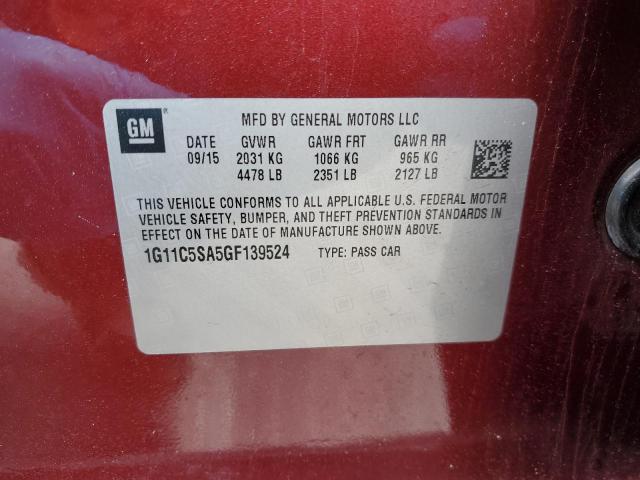 GM
MFD BY GENERAL MOTORS LLC
DATE GVWR GAWR FRT GAWR RR
09/15 2031 KG 1066 KG 965 KG
4478 LB 2351 LB 2127 LB
THIS VEHICLE CONFORMS TO ALL APPLICABLE U.S. FEDERAL MOTOR
VEHICLE SAFETY, BUMPER, AND THEFT PREVENTION STANDARDS IN
EFFECT ON THE DATE OF MANUFACTURE SHOWN ABOVE.
1G11C5SA5GF139524 TYPE: PASS CAR